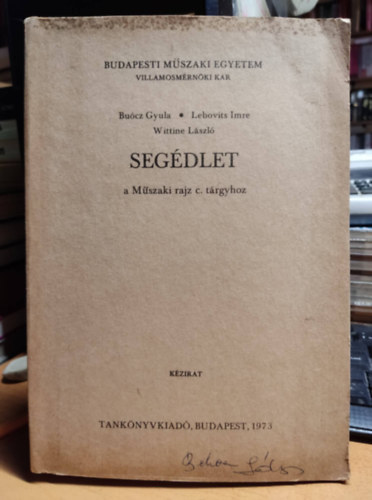 BUDAPESTI MŰSZAKI EGYETEM
VILLAMOSMÉRNÖKI KAR
Buócz Gyula • Lebovits Imre
Wittine László
SEGÉDLET
a Műszaki rajz c. tárgyhoz
KÉZIRAT
TANKÖNYVKIADÓ, BUDAPEST, 1973